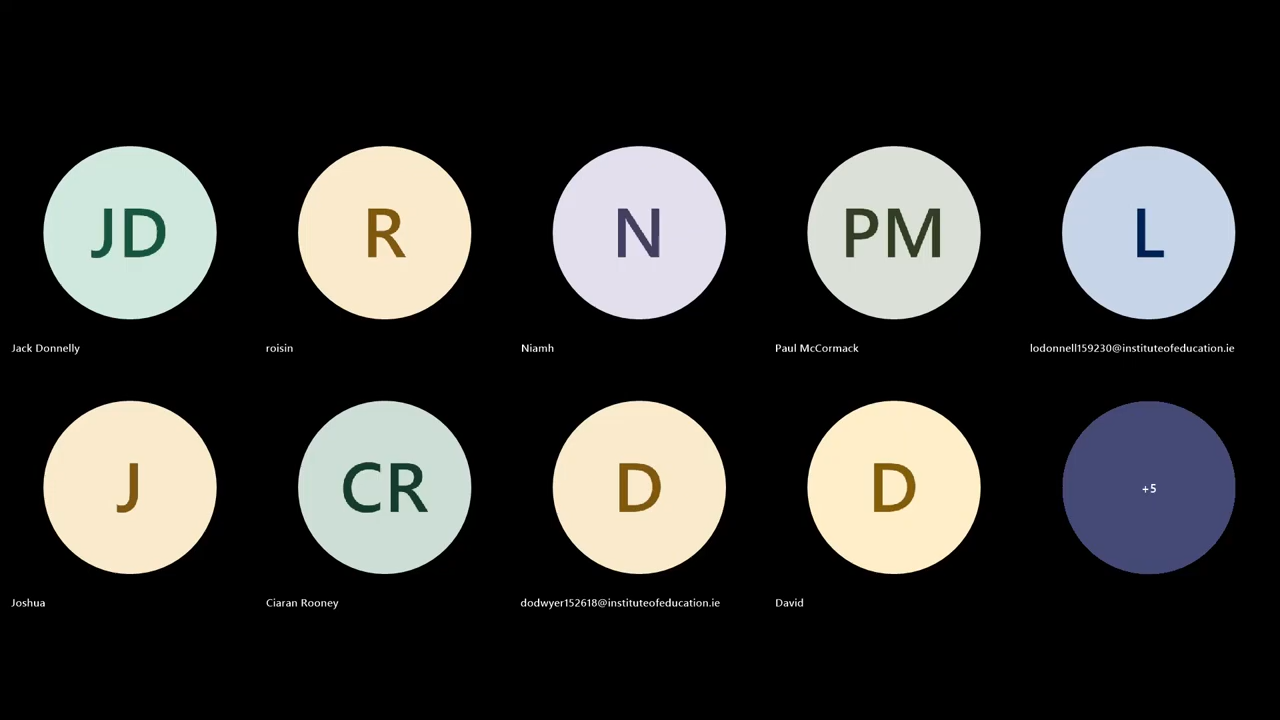 JD
R
N
PM
L
Jack Donnelly
roisin
Niamh
Paul McCormack
lodonnell159230@instituteofeducation.ie
J
CR
D
D
+5
Joshua
Ciaran Rooney
dodwyer152618@instituteofeducation.ie
David